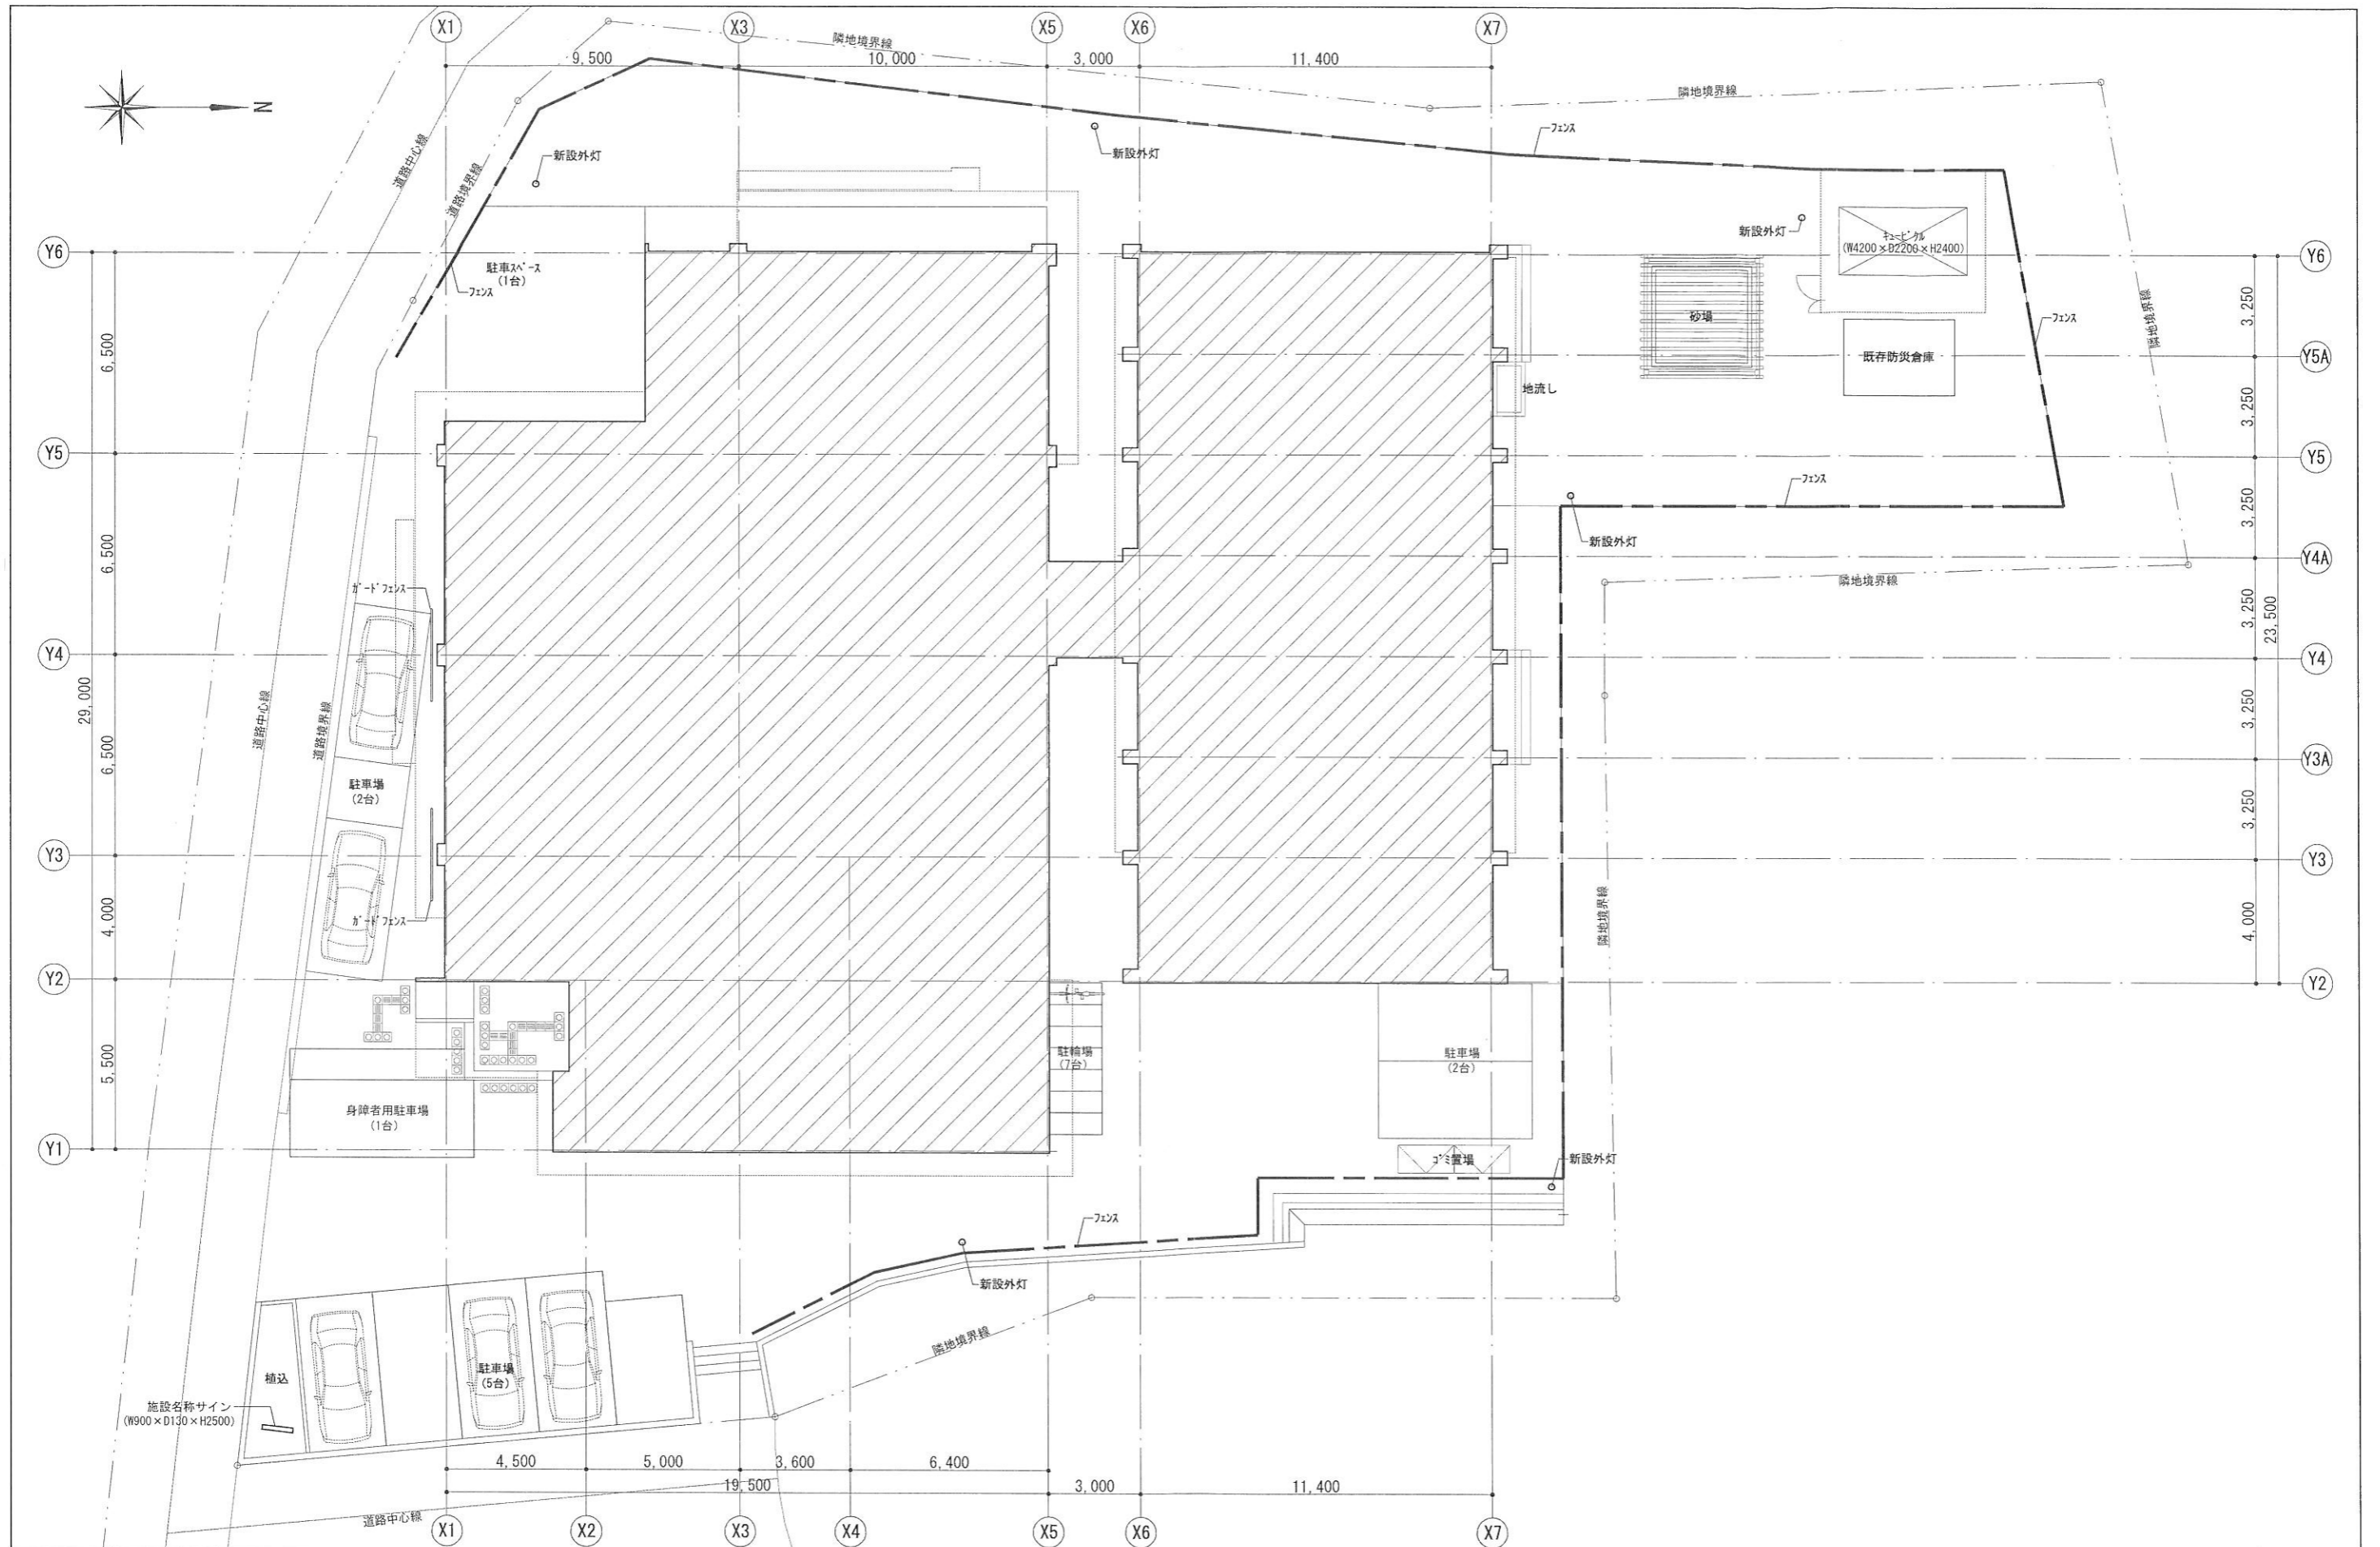 X1
X3
X5
X6
X7
隣地境界線
9,500
10,000
3,000
11,400
隣地境界線
N
道路中心線
道路境界線
新設外灯
新設外灯
フェンス
新設外灯
キュービクル
(W4200×D2200×H2400)
Y6
Y6
駐車スペース
(1台)
フェンス
砂場
3,250
フェンス
隣地境界線
6,500
既存防災倉庫
Y5A
地流し
3,250
Y5
Y5
フェンス
新設外灯
3,250
6,500
Y4A
隣地境界線
ガードフェンス
3,250
23,500
Y4
Y4
29,000
道路中心線
道路境界線
6,500
3,250
Y3A
駐車場
(2台)
3,250
Y3
Y3
ガードフェンス
4,000
隣地境界線
4,000
Y2
Y2
5,500
駐輪場
(7台)
駐車場
(2台)
身障者用駐車場
(1台)
Y1
ゴミ置場
新設外灯
フェンス
新設外灯
隣地境界線
駐車場
(5台)
植込
施設名称サイン
(W900×D130×H2500)
4,500
5,000
3,600
6,400
19,500
3,000
11,400
道路中心線
X1
X2
X3
X4
X5
X6
X7